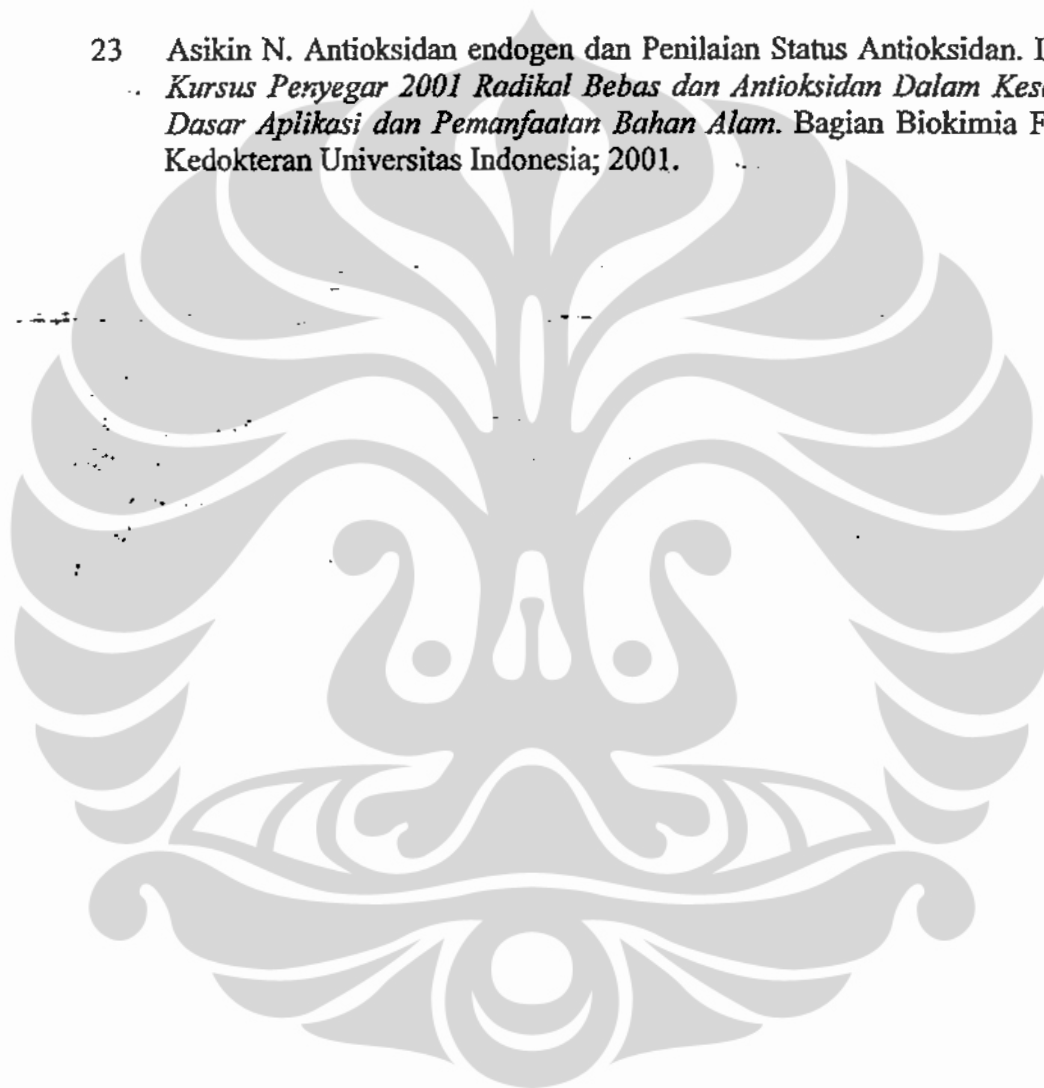 23 Asikin N. Antioksidan endogen dan Penilaian Status Antioksidan.
Kursus Penyegar 2001 Radikal Bebas dan Antioksidan Dalam
Dasar Aplikasi dan Pemanfaatan Bahan Alam. Bagian Biokimia
Kedokteran Universitas Indonesia; 2001.